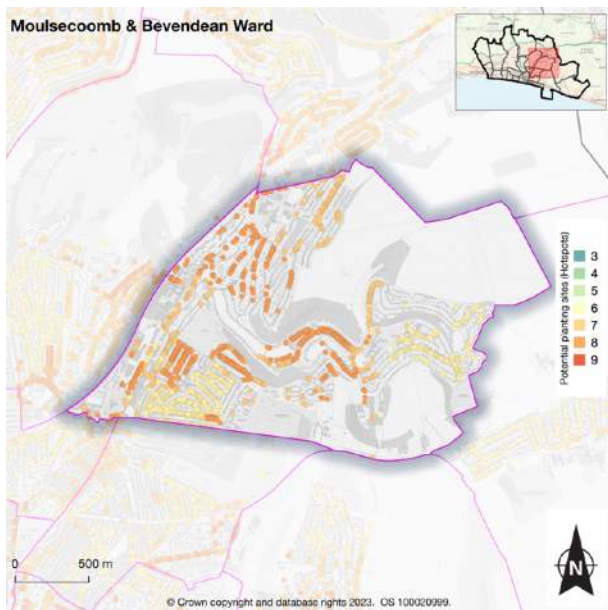 Moulsecoomb & Bevendean Ward
Potential planting sites (Hotspots)
3
4
5
6
7
8
9
0 500 m
N
© Crown copyright and database rights 2023. OS 100020999.